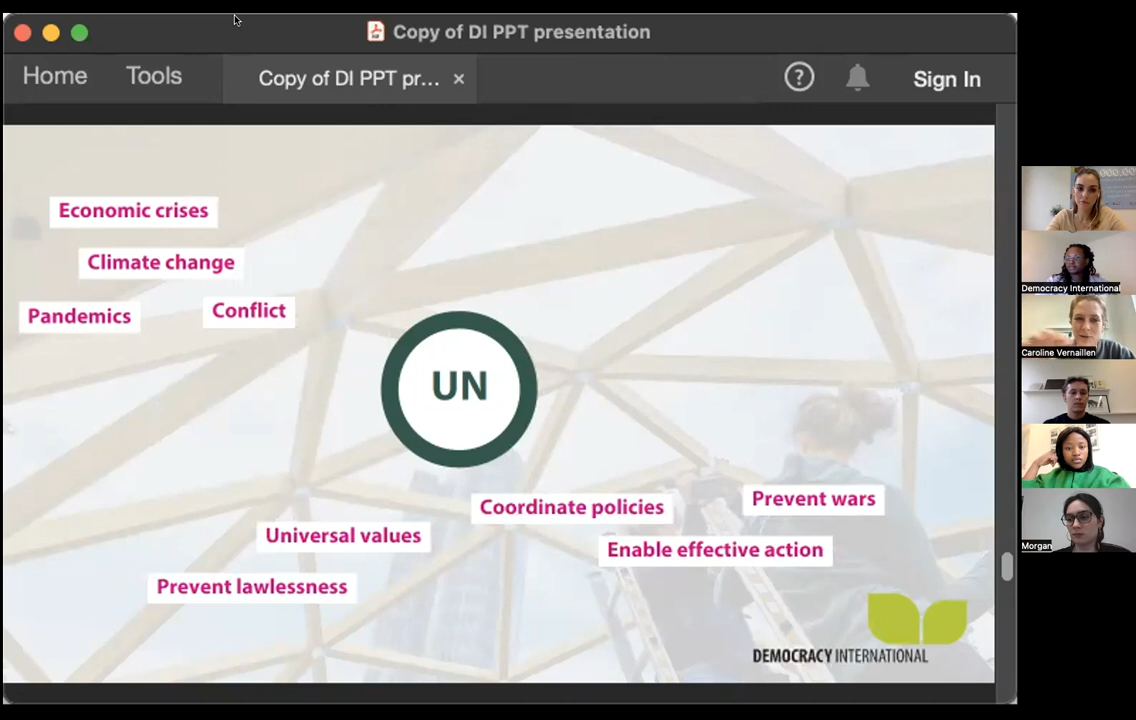 Copy of DI PPT presentation
Home Tools Copy of DI PPT pr... × ? Sign In
Economic crises
Climate change
Pandemics Conflict
UN
Coordinate policies Prevent wars
Universal values Enable effective action
Prevent lawlessness
DEMOCRACY INTERNATIONAL
Democracy International
Caroline Vernaillen
Morgan